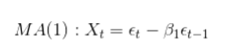 MA(1) : X_t = ϵ_t − β_1ϵ_{t−1}